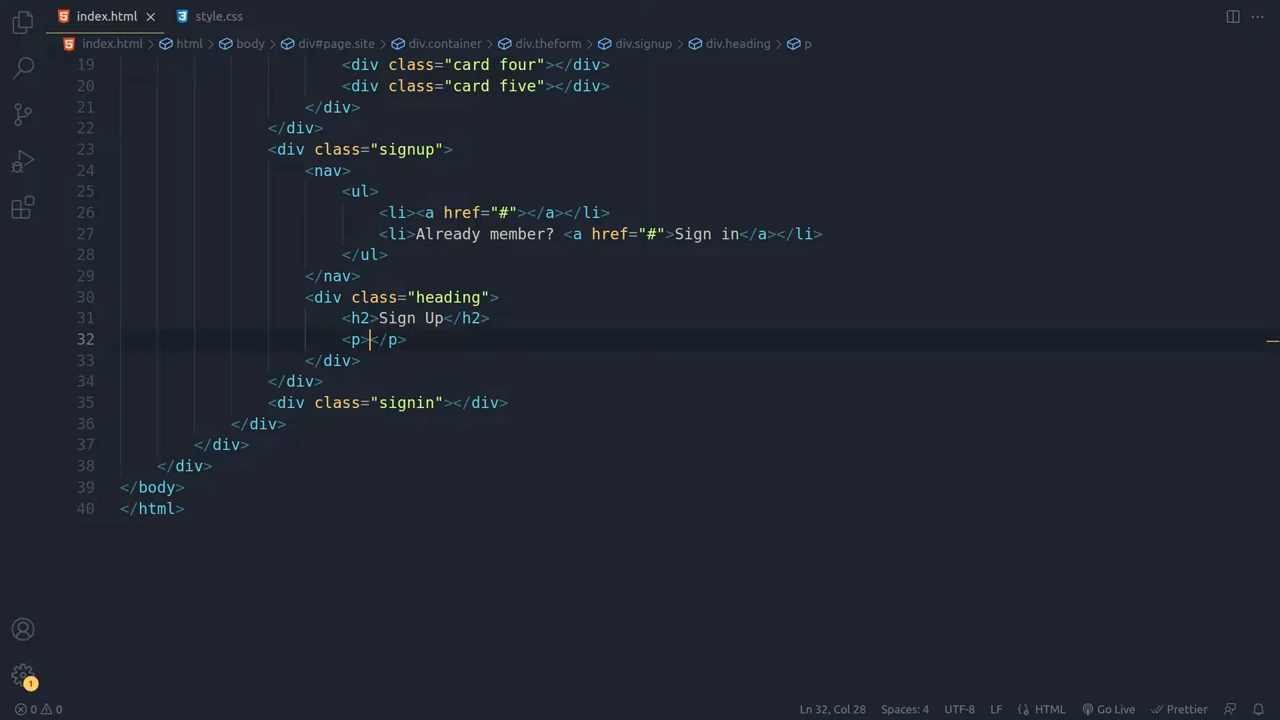 index.html
style.css
index.html > html > body > div#page.site > div.container > div.theform > div.signup > div.heading > p
19 <div class="card four"></div>
20 <div class="card five"></div>
21 </div>
22 </div>
23 <div class="signup">
24 <nav>
25 <ul>
26 <li><a href="#"></a></li>
27 <li>Already member? <a href="#">Sign in</a></li>
28 </ul>
29 </nav>
30 <div class="heading">
31 <h2>Sign Up</h2>
32 <p></p>
33 </div>
34 </div>
35 <div class="signin"></div>
36 </div>
37 </div>
38 </div>
39 </body>
40 </html>
1
0 0 Ln 32, Col 28 Spaces: 4 UTF-8 LF HTML Go Live Prettier